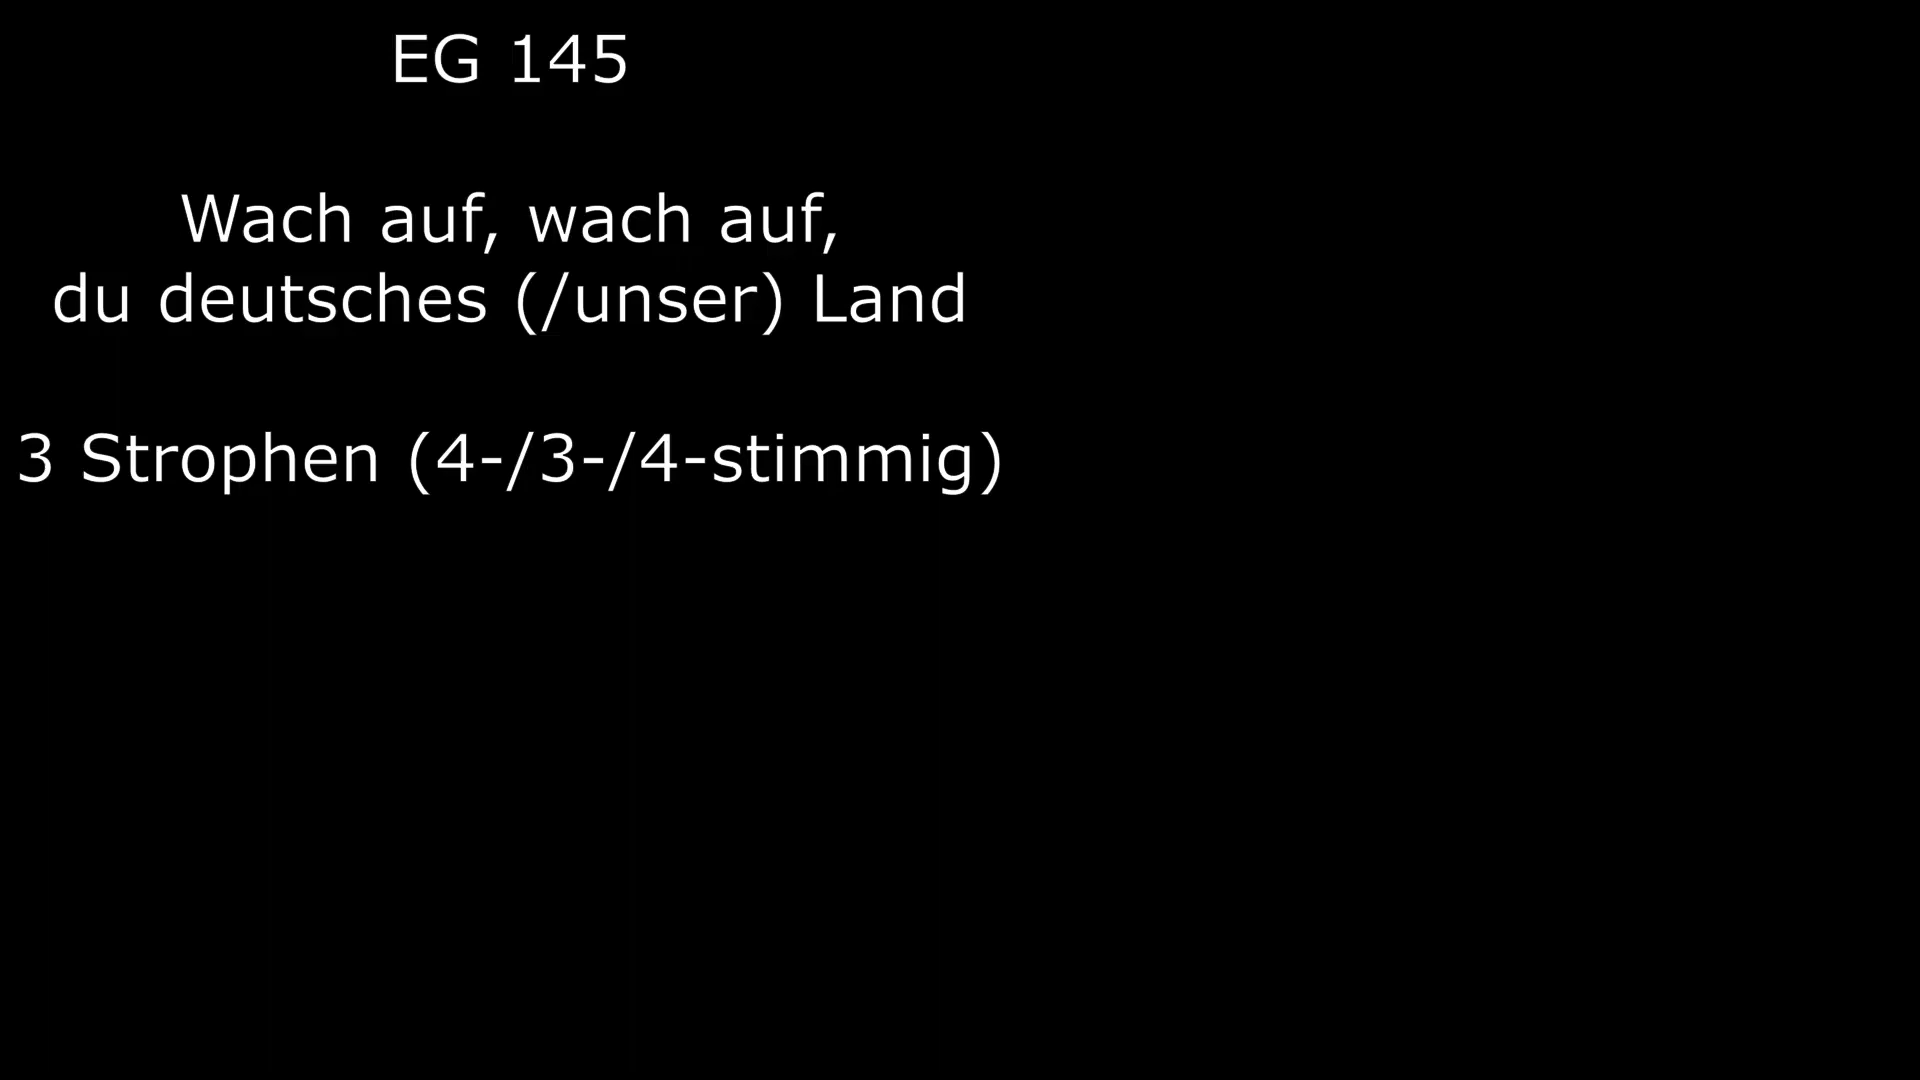 EG 145
Wach auf, wach auf,
du deutsches (/unser) Land
3 Strophen (4-/3-/4-stimmig)